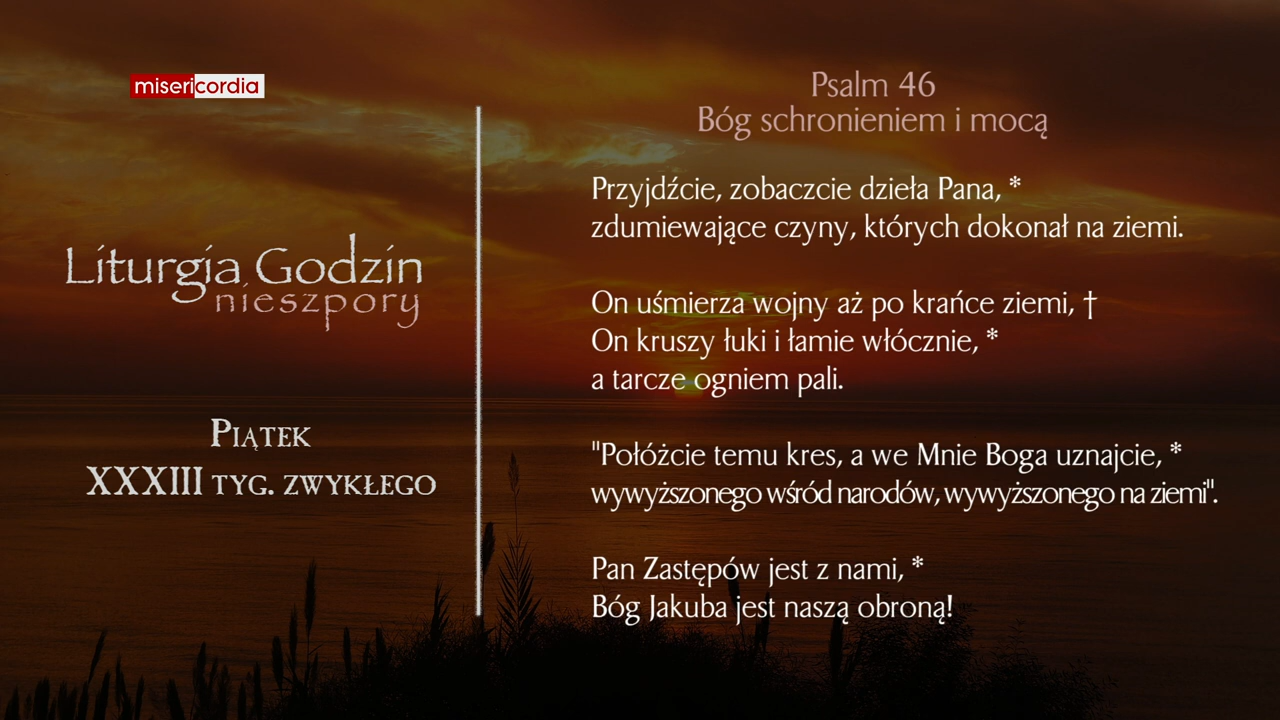 misericordia
Liturgia Godzin
nieszpory
Piątek
XXXIII tyg. zwykłego
Psalm 46
Bóg schronieniem i mocą
Przyjdźcie, zobaczcie dzieła Pana, *
zdumiewające czyny, których dokonał na ziemi.
On uśmierza wojny aż po krańce ziemi, †
On kruszy łuki i łamie włócznie, *
a tarcze ogniem pali.
"Połóżcie temu kres, a we Mnie Boga uznajcie, *
wywyższonego wśród narodów, wywyższonego na ziemi".
Pan Zastępów jest z nami, *
Bóg Jakuba jest naszą obroną!